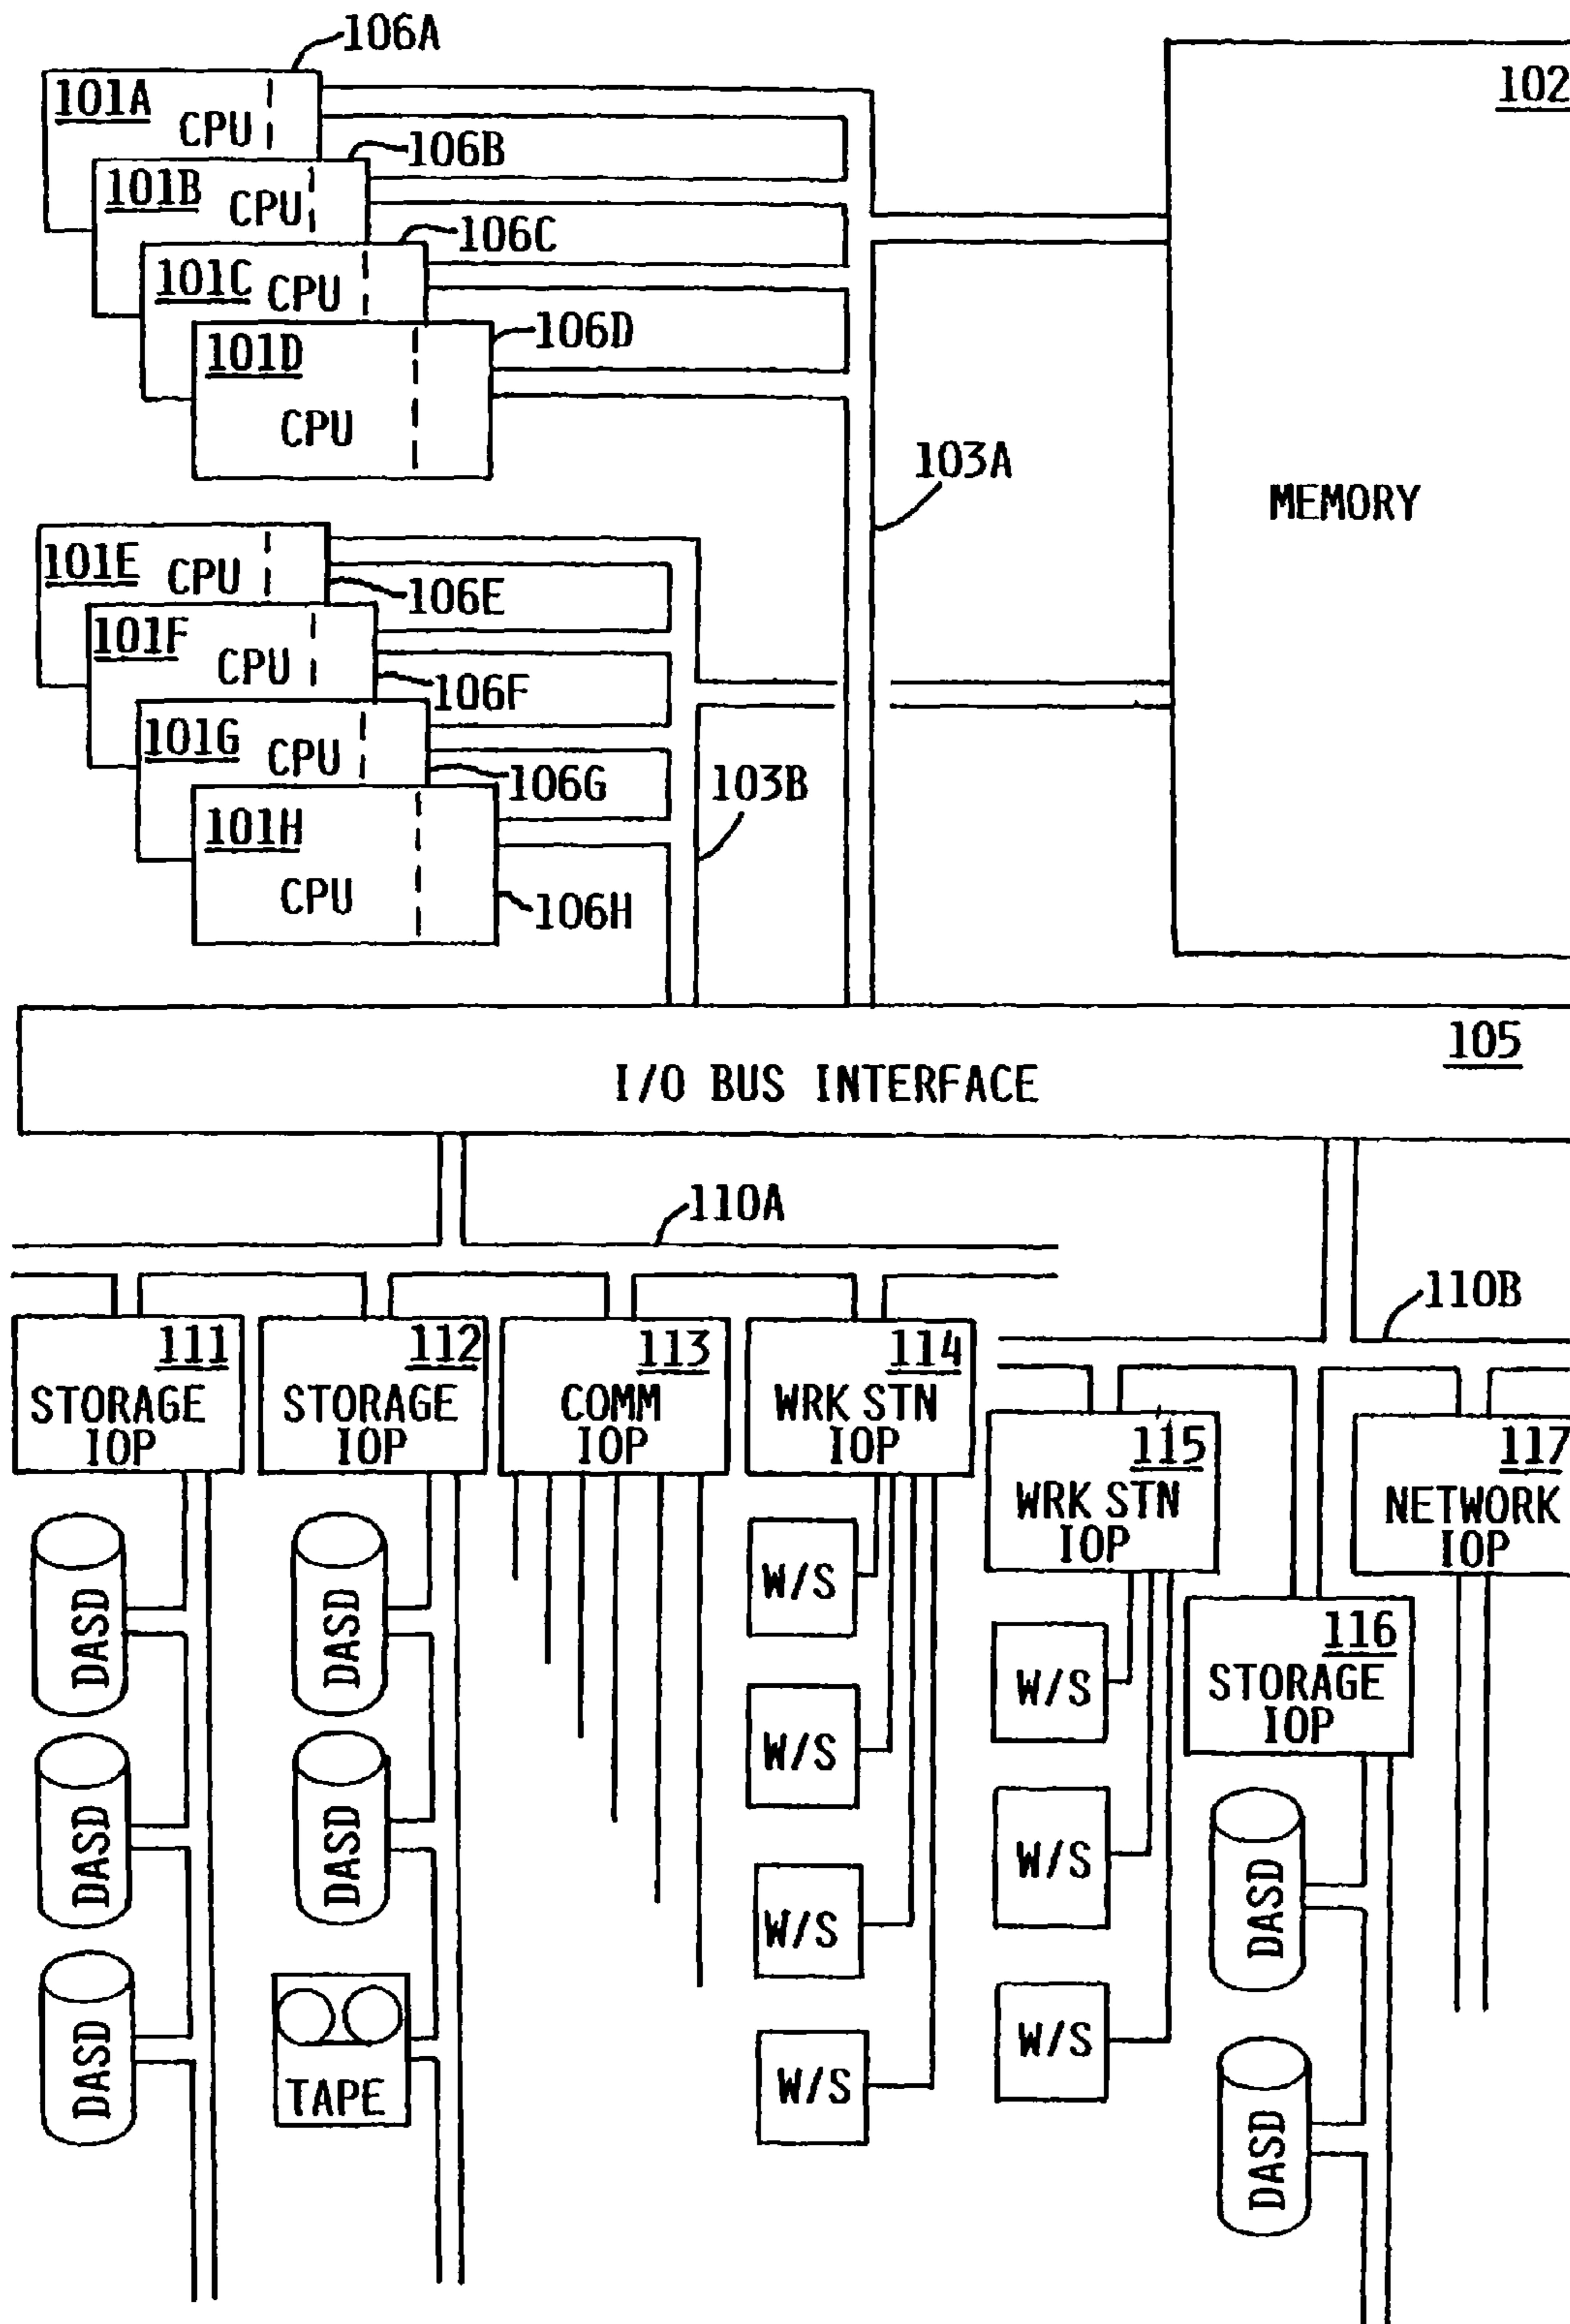 106A
101A
CPU
102
106B
101B
CPU
106C
101C
CPU
106D
101D
CPU
103A
MEMORY
101E
CPU
106E
101F
CPU
106F
101G
CPU
106G
103B
101H
CPU
106H
105
I/O BUS INTERFACE
110A
110B
111
STORAGE
IOP
112
STORAGE
IOP
113
COMM
IOP
114
WRK STN
IOP
115
WRK STN
IOP
116
STORAGE
IOP
117
NETWORK
IOP
DASD
DASD
DASD
DASD
DASD
TAPE
W/S
W/S
W/S
W/S
W/S
W/S
W/S
DASD
DASD